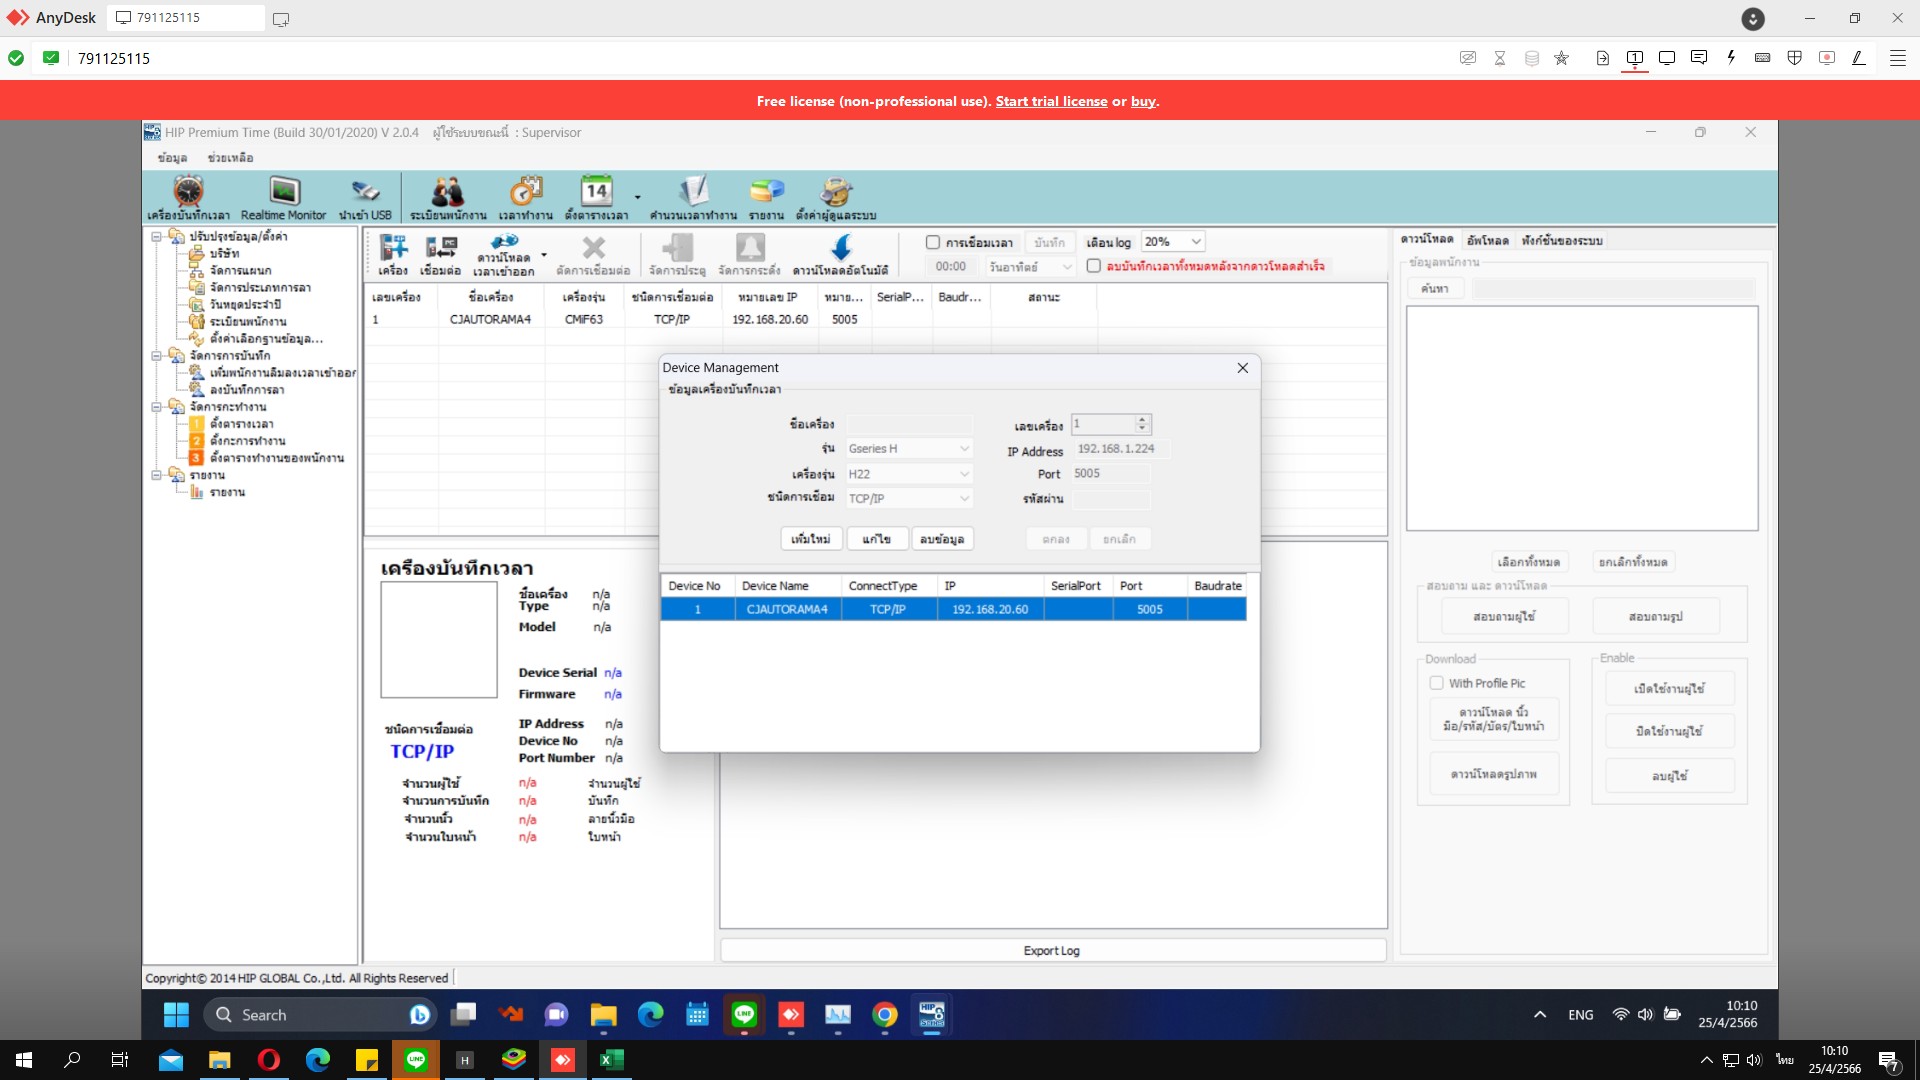 AnyDesk
791125115
791125115
Free license (non-professional use). Start trial license or buy.
HIP Premium Time (Build 30/01/2020) V 2.0.4 ผู้ใช้ระบบขณะนี้ : Supervisor
ข้อมูล ช่วยเหลือ
เครื่องบันทึกเวลา Realtime Monitor นำเข้า USB ระเบียนพนักงาน เวลาทำงาน ตั้งตารางเวลา คำนวนเวลาทำงาน รายงาน ตั้งค่าผู้ดูแลระบบ
14
ปรับปรุงข้อมูล/ตั้งค่า
บริษัท
จัดการแผนก
จัดการประเภทการลา
วันหยุดประจำปี
ระเบียนพนักงาน
ตั้งค่าเลือกฐานข้อมูล...
จัดการการบันทึก
เพิ่มพนักงานลืมลงเวลาเข้าออก
ลงบันทึกการลา
จัดการกะทำงาน
1 ตั้งตารางเวลา
2 ตั้งกะการทำงาน
3 ตั้งตารางทำงานของพนักงาน
รายงาน
รายงาน
เครื่อง เชื่อมต่อ ดาวน์โหลด เวลาเข้าออก ตัดการเชื่อมต่อ จัดการประตู จัดการกระดิ่ง ดาวน์โหลดอัตโนมัติ
การเชื่อมเวลา บันทึก เตือน log 20%
00:00 วันอาทิตย์ ลบบันทึกเวลาทั้งหมดหลังจากดาวโหลดสำเร็จ
เลขเครื่อง ชื่อเครื่อง เครื่องรุ่น ชนิดการเชื่อมต่อ หมายเลข IP หมาย... SerialP... Baudr... สถานะ
1 CJAUTORAMA4 CMiF63 TCP/IP 192.168.20.60 5005
Device Management
ข้อมูลเครื่องบันทึกเวลา
ชื่อเครื่อง เลขเครื่อง 1
รุ่น Gseries H IP Address 192.168.1.224
เครื่องรุ่น H22 Port 5005
ชนิดการเชื่อม TCP/IP รหัสผ่าน
เพิ่มใหม่ แก้ไข ลบข้อมูล ตกลง ยกเลิก
Device No Device Name ConnectType IP SerialPort Port Baudrate
1 CJAUTORAMA4 TCP/IP 192.168.20.60 5005
เครื่องบันทึกเวลา
ชื่อเครื่อง n/a
Type n/a
Model n/a
Device Serial n/a
Firmware n/a
ชนิดการเชื่อมต่อ
TCP/IP
IP Address n/a
Device No n/a
Port Number n/a
จำนวนผู้ใช้ n/a จำนวนผู้ใช้
จำนวนการบันทึก n/a บันทึก
จำนวนนิ้ว n/a ลายนิ้วมือ
จำนวนใบหน้า n/a ใบหน้า
Export Log
ดาวน์โหลด อัพโหลด ฟังก์ชั่นของระบบ
ข้อมูลพนักงาน
ค้นหา
เลือกทั้งหมด ยกเลิกทั้งหมด
สอบถาม และ ดาวน์โหลด
สอบถามผู้ใช้ สอบถามรูป
Download
With Profile Pic
ดาวน์โหลด นิ้ว
มือ/รหัส/บัตร/ใบหน้า
ดาวน์โหลดรูปภาพ
Enable
เปิดใช้งานผู้ใช้
ปิดใช้งานผู้ใช้
ลบผู้ใช้
Copyright© 2014 HIP GLOBAL Co.,Ltd. All Rights Reserved
Search
LINE
ENG
10:10
25/4/2566
LINE
H
ไทย
10:10
25/4/2566
7